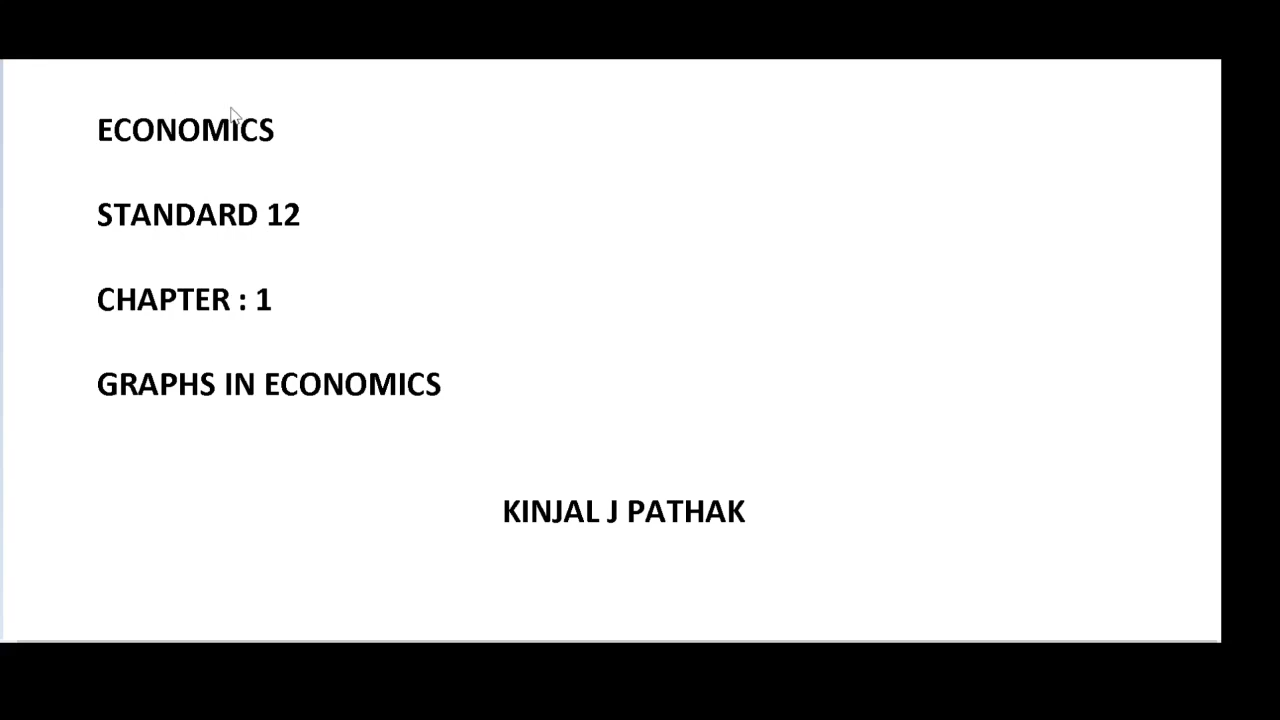 ECONOMICS
STANDARD 12
CHAPTER : 1
GRAPHS IN ECONOMICS
KINJAL J PATHAK